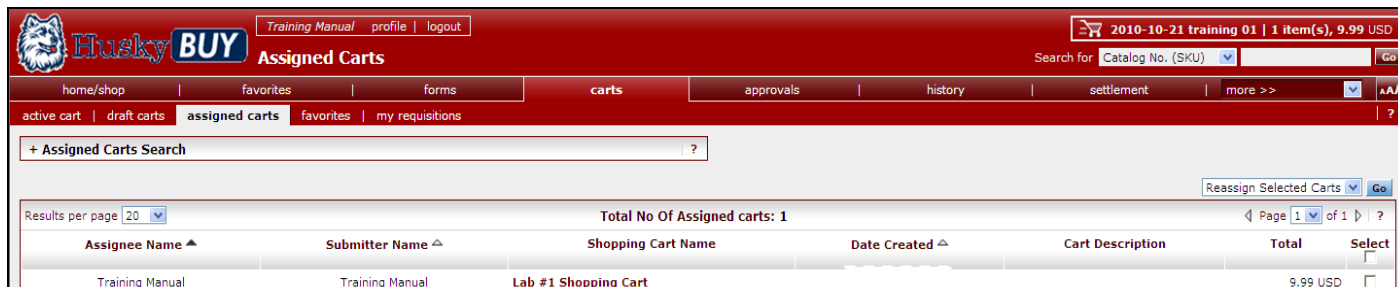 Training Manual profile | logout
2010-10-21 training 01 | 1 item(s), 9.99 USD
Husky BUY
Assigned Carts
Search for Catalog No. (SKU) Go
home/shop | favorites | forms carts approvals | history | settlement | more >>
active cart | draft carts assigned carts favorites | my requisitions | ?
+ Assigned Carts Search ?
Reassign Selected Carts Go
Results per page 20 Total No Of Assigned carts: 1 Page 1 of 1 ?
Assignee Name Submitter Name Shopping Cart Name Date Created Cart Description Total Select
Training Manual Training Manual Lab #1 Shopping Cart 9.99 USD